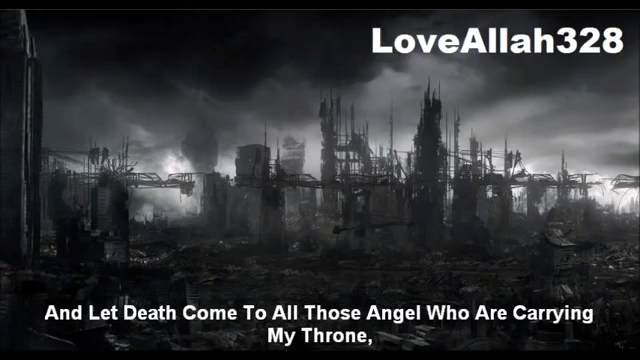 LoveAllah328
And Let Death Come To All Those Angel Who Are Carrying
My Throne,